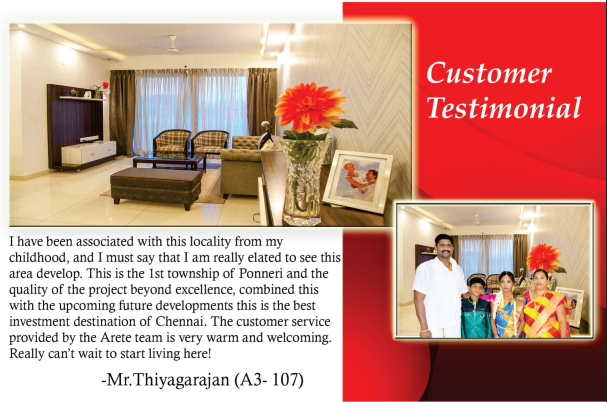 Customer
Testimonial
I have been associated with this locality from my
childhood, and I must say that I am really elated to see this
area develop. This is the 1st township of Ponneri and the
quality of the project beyond excellence, combined this
with the upcoming future developments this is the best
investment destination of Chennai. The customer service
provided by the Arete team is very warm and welcoming.
Really can't wait to start living here!
-Mr.Thiyagarajan (A3- 107)